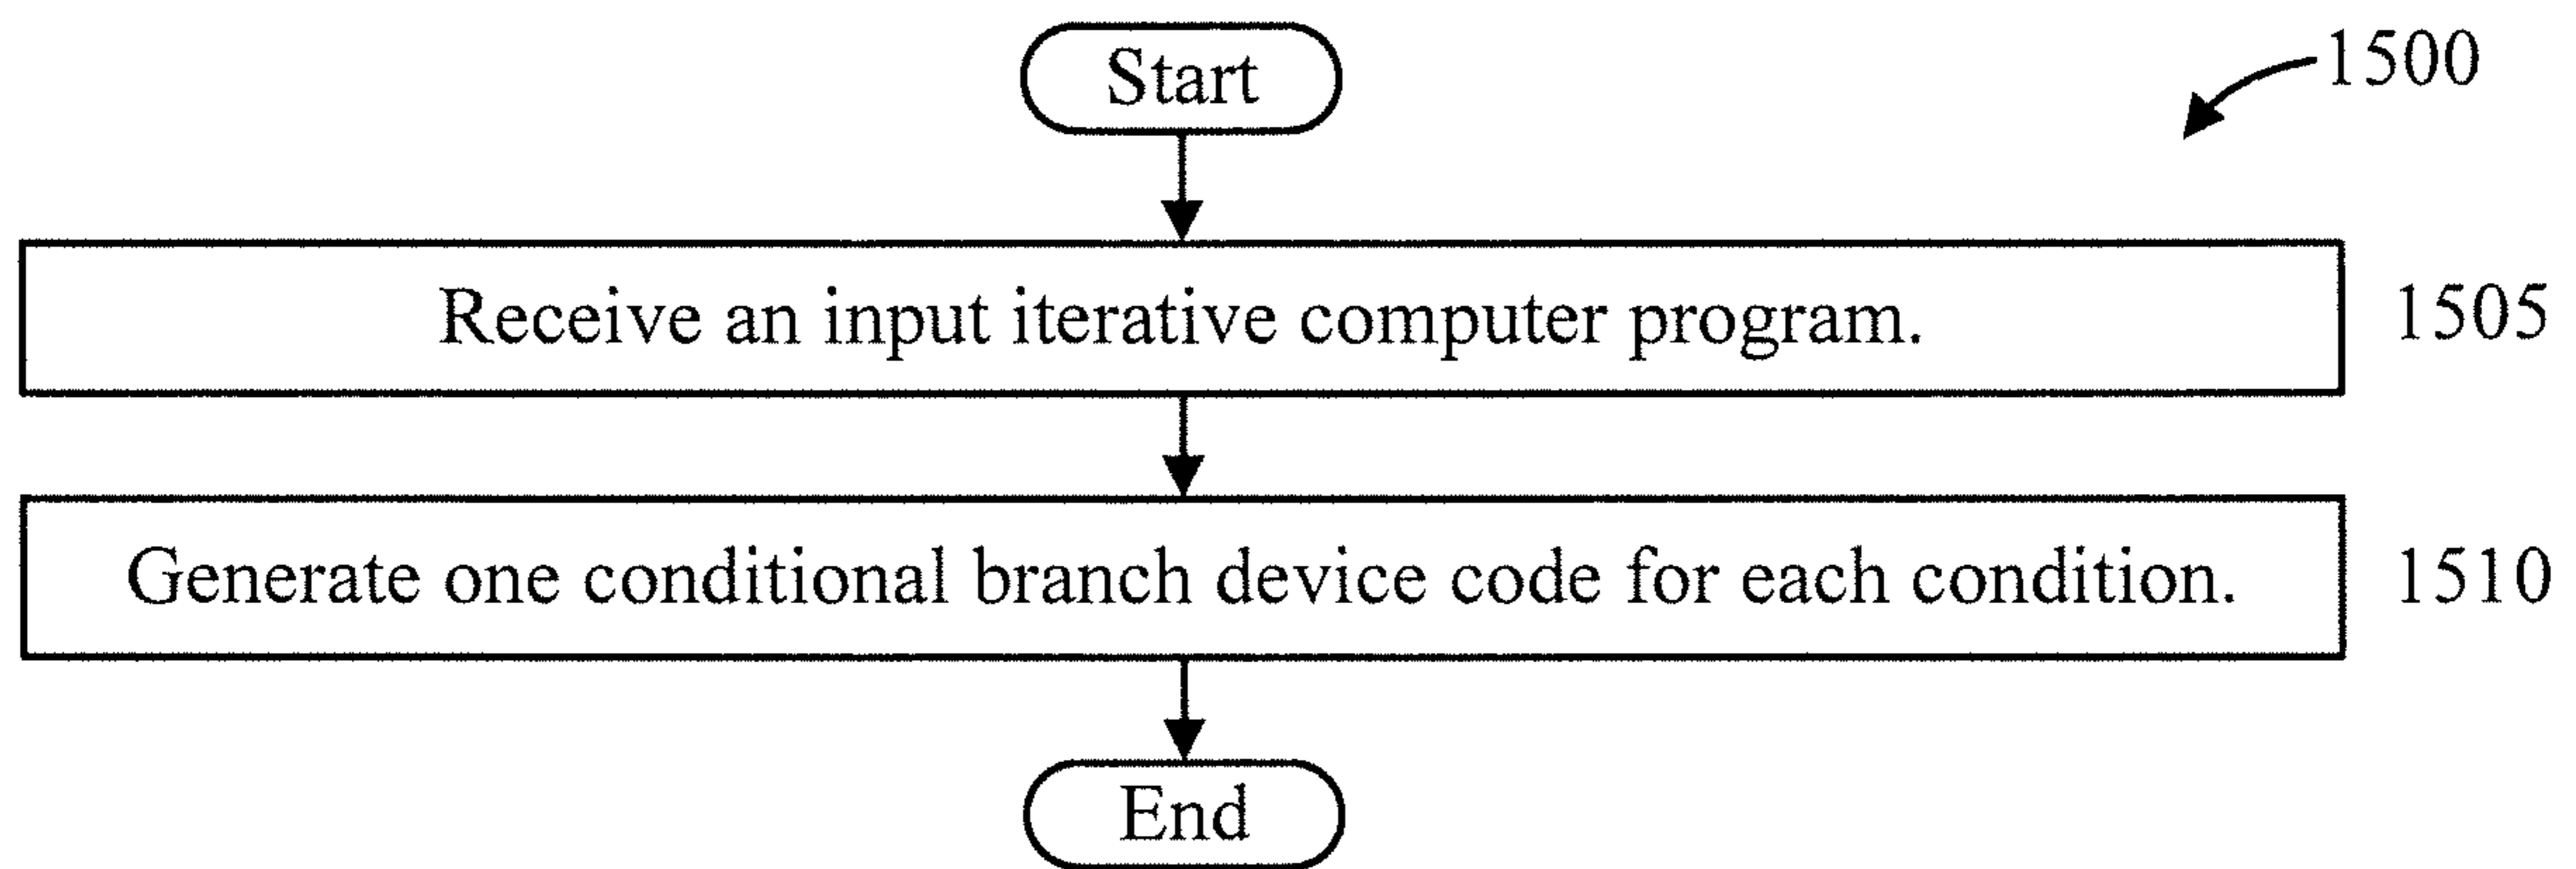 Start
1500
Receive an input iterative computer program.
1505
Generate one conditional branch device code for each condition.
1510
End